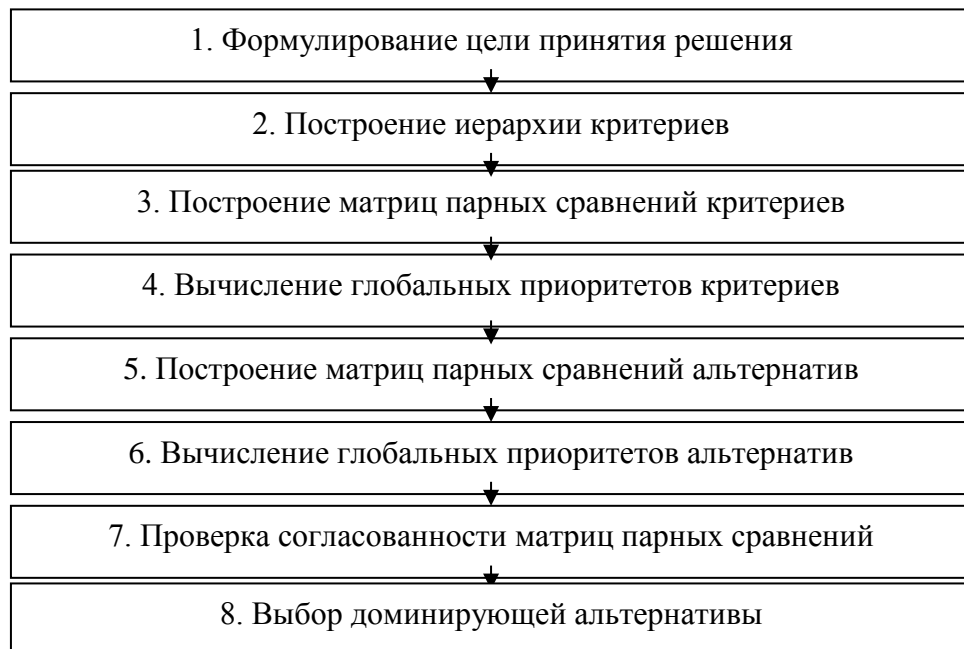 1. Формулирование цели принятия решения
2. Построение иерархии критериев
3. Построение матриц парных сравнений критериев
4. Вычисление глобальных приоритетов критериев
5. Построение матриц парных сравнений альтернатив
6. Вычисление глобальных приоритетов альтернатив
7. Проверка согласованности матриц парных сравнений
8. Выбор доминирующей альтернативы